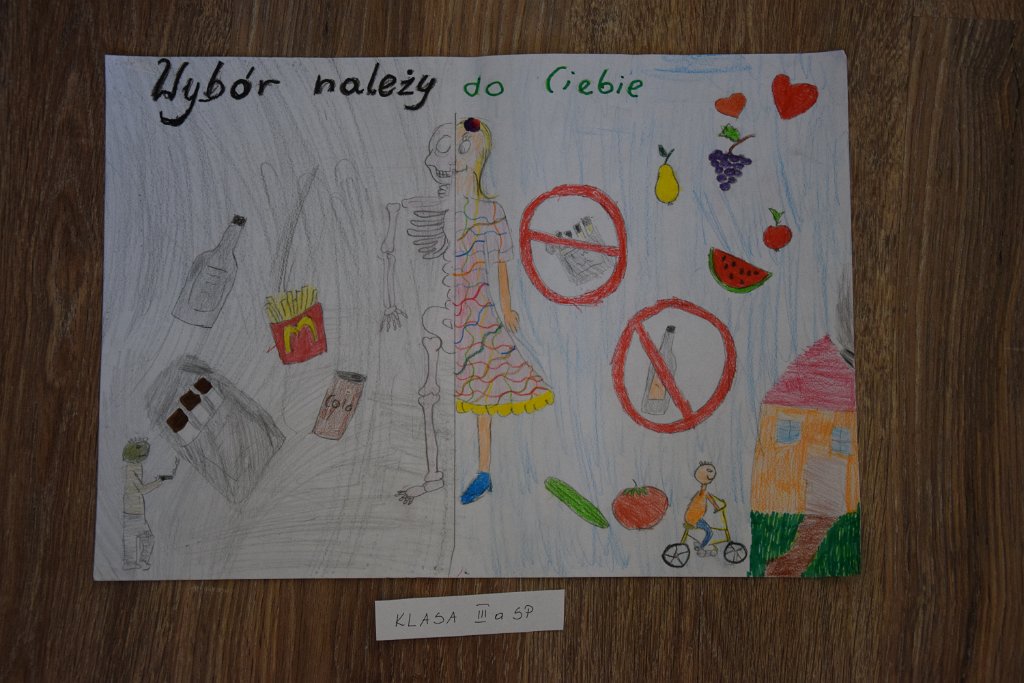 Wybór należy do Ciebie
M
Cola
KLASA III a SP